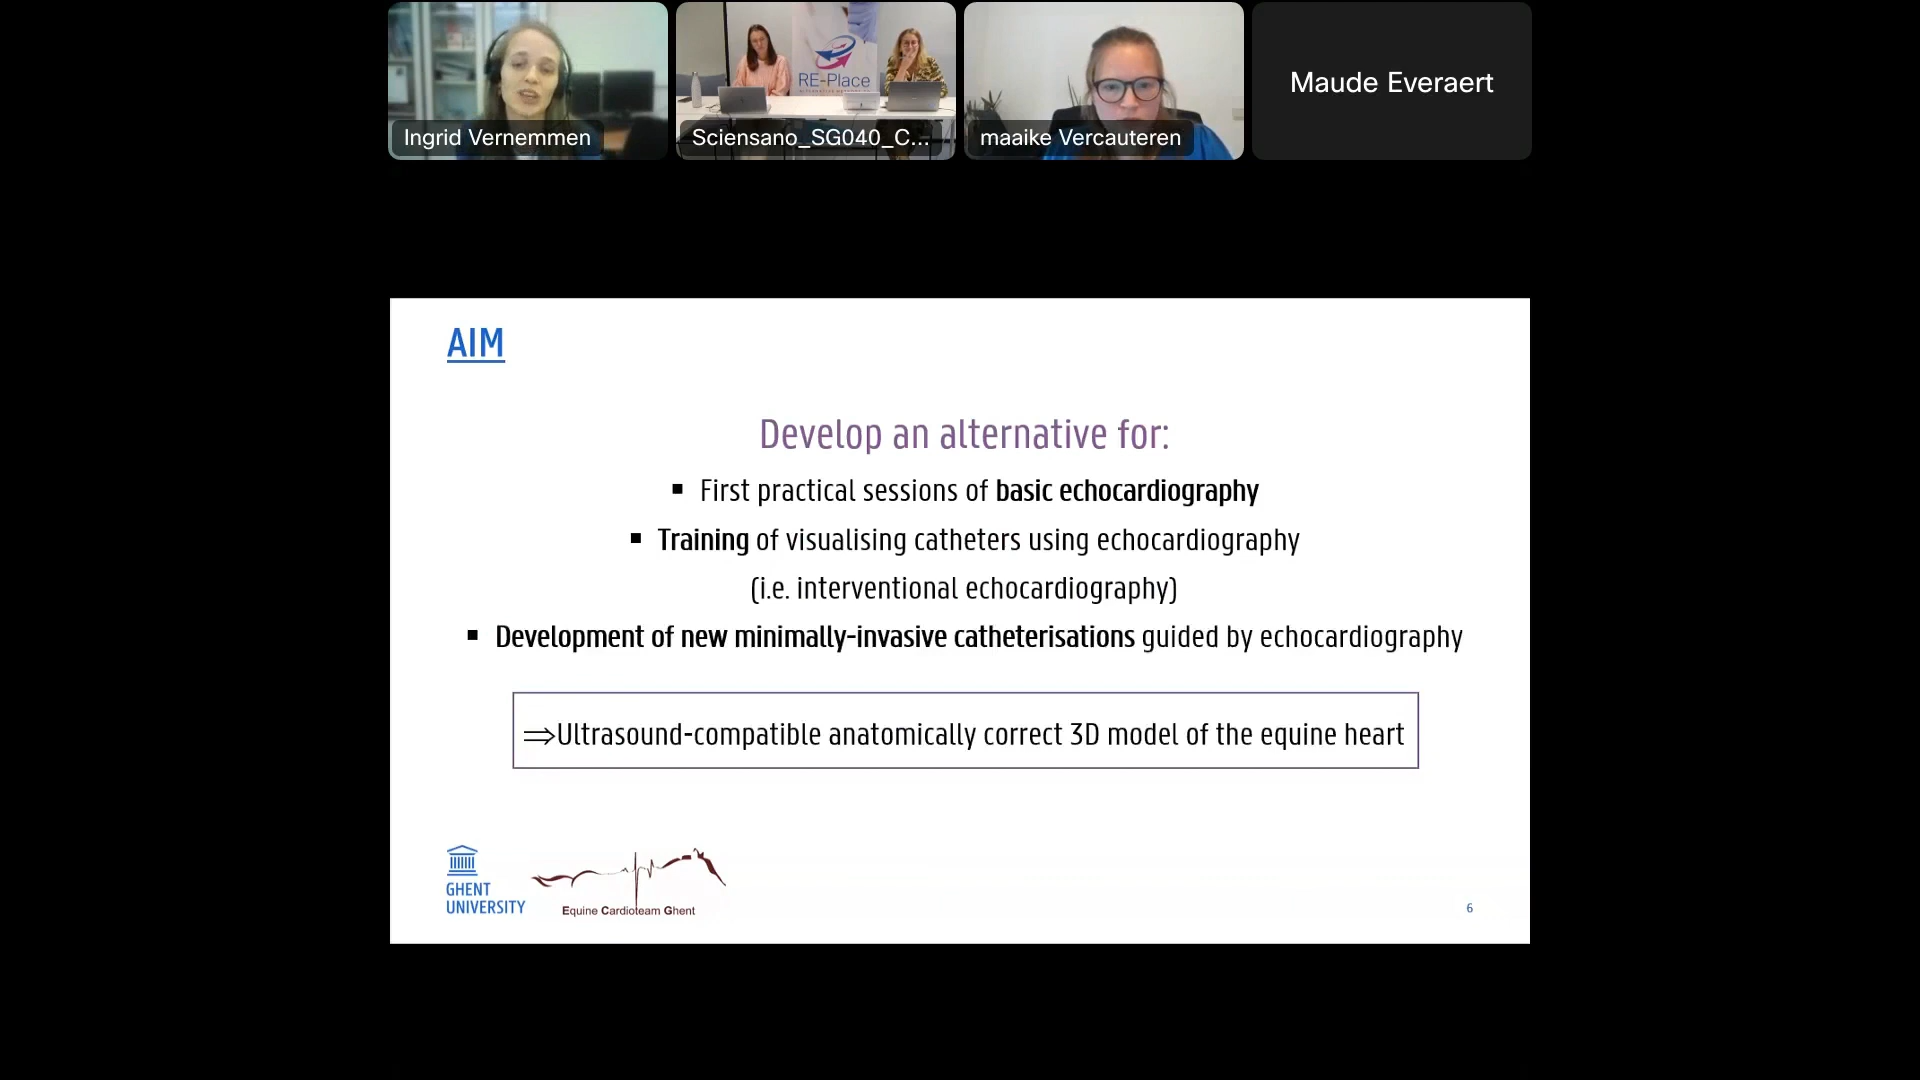 Ingrid Vernemmen
RE-Place
Sciensano_SG040_C...
maaike Vercauteren
Maude Everaert
AIM
Develop an alternative for:
▪ First practical sessions of basic echocardiography
▪ Training of visualising catheters using echocardiography
(i.e. interventional echocardiography)
▪ Development of new minimally-invasive catheterisations guided by echocardiography
⇒Ultrasound-compatible anatomically correct 3D model of the equine heart
GHENT
UNIVERSITY
Equine Cardioteam Ghent
6